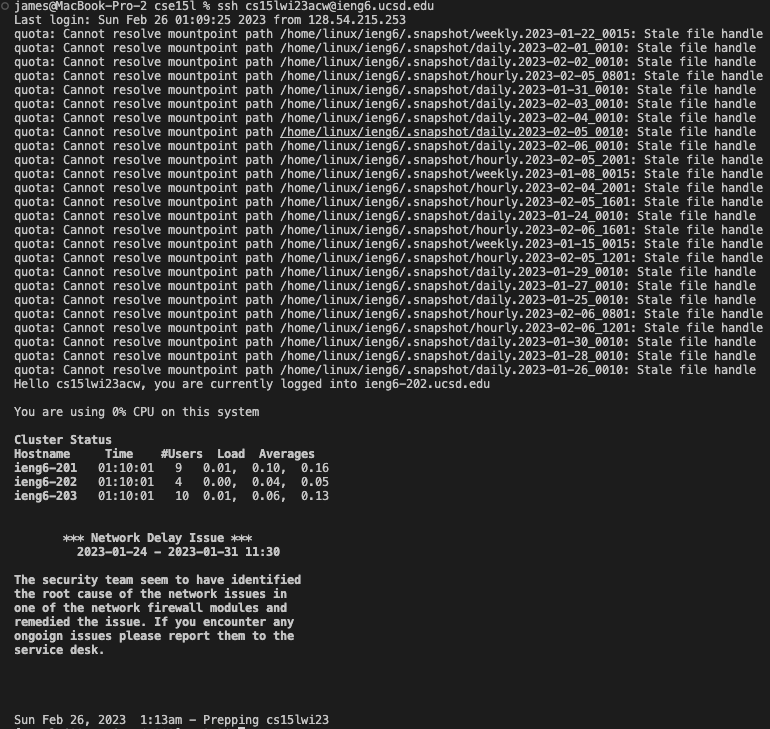 james@MacBook-Pro-2 cse15l % ssh cs15lwi23acw@ieng6.ucsd.edu
Last login: Sun Feb 26 01:09:25 2023 from 128.54.215.253
quota: Cannot resolve mountpoint path /home/linux/ieng6/.snapshot/weekly.2023-01-22_0015: Stale file handle
quota: Cannot resolve mountpoint path /home/linux/ieng6/.snapshot/daily.2023-02-01_0010: Stale file handle
quota: Cannot resolve mountpoint path /home/linux/ieng6/.snapshot/daily.2023-02-02_0010: Stale file handle
quota: Cannot resolve mountpoint path /home/linux/ieng6/.snapshot/hourly.2023-02-05_0801: Stale file handle
quota: Cannot resolve mountpoint path /home/linux/ieng6/.snapshot/daily.2023-01-31_0010: Stale file handle
quota: Cannot resolve mountpoint path /home/linux/ieng6/.snapshot/daily.2023-02-03_0010: Stale file handle
quota: Cannot resolve mountpoint path /home/linux/ieng6/.snapshot/daily.2023-02-04_0010: Stale file handle
quota: Cannot resolve mountpoint path /home/linux/ieng6/.snapshot/daily.2023-02-05_0010: Stale file handle
quota: Cannot resolve mountpoint path /home/linux/ieng6/.snapshot/daily.2023-02-06_0010: Stale file handle
quota: Cannot resolve mountpoint path /home/linux/ieng6/.snapshot/hourly.2023-02-05_2001: Stale file handle
quota: Cannot resolve mountpoint path /home/linux/ieng6/.snapshot/weekly.2023-01-08_0015: Stale file handle
quota: Cannot resolve mountpoint path /home/linux/ieng6/.snapshot/hourly.2023-02-04_2001: Stale file handle
quota: Cannot resolve mountpoint path /home/linux/ieng6/.snapshot/hourly.2023-02-05_1601: Stale file handle
quota: Cannot resolve mountpoint path /home/linux/ieng6/.snapshot/daily.2023-01-24_0010: Stale file handle
quota: Cannot resolve mountpoint path /home/linux/ieng6/.snapshot/hourly.2023-02-06_1601: Stale file handle
quota: Cannot resolve mountpoint path /home/linux/ieng6/.snapshot/weekly.2023-01-15_0015: Stale file handle
quota: Cannot resolve mountpoint path /home/linux/ieng6/.snapshot/hourly.2023-02-05_1201: Stale file handle
quota: Cannot resolve mountpoint path /home/linux/ieng6/.snapshot/daily.2023-01-29_0010: Stale file handle
quota: Cannot resolve mountpoint path /home/linux/ieng6/.snapshot/daily.2023-01-27_0010: Stale file handle
quota: Cannot resolve mountpoint path /home/linux/ieng6/.snapshot/daily.2023-01-25_0010: Stale file handle
quota: Cannot resolve mountpoint path /home/linux/ieng6/.snapshot/hourly.2023-02-06_0801: Stale file handle
quota: Cannot resolve mountpoint path /home/linux/ieng6/.snapshot/hourly.2023-02-06_1201: Stale file handle
quota: Cannot resolve mountpoint path /home/linux/ieng6/.snapshot/daily.2023-01-30_0010: Stale file handle
quota: Cannot resolve mountpoint path /home/linux/ieng6/.snapshot/daily.2023-01-28_0010: Stale file handle
quota: Cannot resolve mountpoint path /home/linux/ieng6/.snapshot/daily.2023-01-26_0010: Stale file handle
Hello cs15lwi23acw, you are currently logged into ieng6-202.ucsd.edu
You are using 0% CPU on this system
Cluster Status
Hostname     Time    #Users  Load  Averages
ieng6-201   01:10:01   9   0.01,  0.10,  0.16
ieng6-202   01:10:01   4   0.00,  0.04,  0.05
ieng6-203   01:10:01   10  0.01,  0.06,  0.13
*** Network Delay Issue ***
2023-01-24 – 2023-01-31 11:30
The security team seem to have identified
the root cause of the network issues in
one of the network firewall modules and
remedied the issue. If you encounter any
ongoign issues please report them to the
service desk.
Sun Feb 26, 2023  1:13am - Prepping cs15lwi23